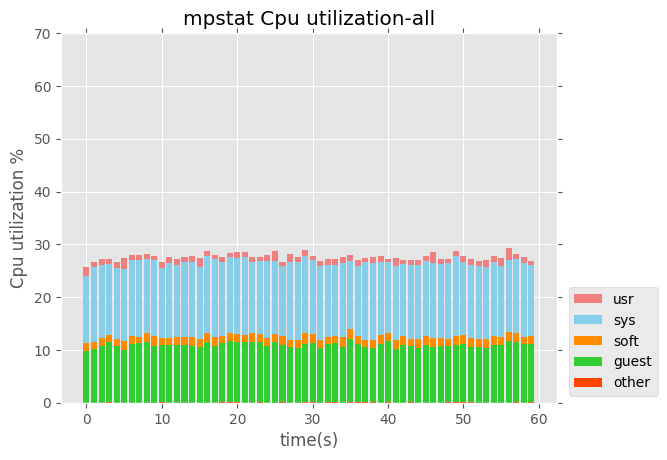 mpstat Cpu utilization-all
Cpu utilization %
70
60
50
40
30
20
10
0
0
10
20
30
40
50
60
time(s)
usr
sys
soft
guest
other